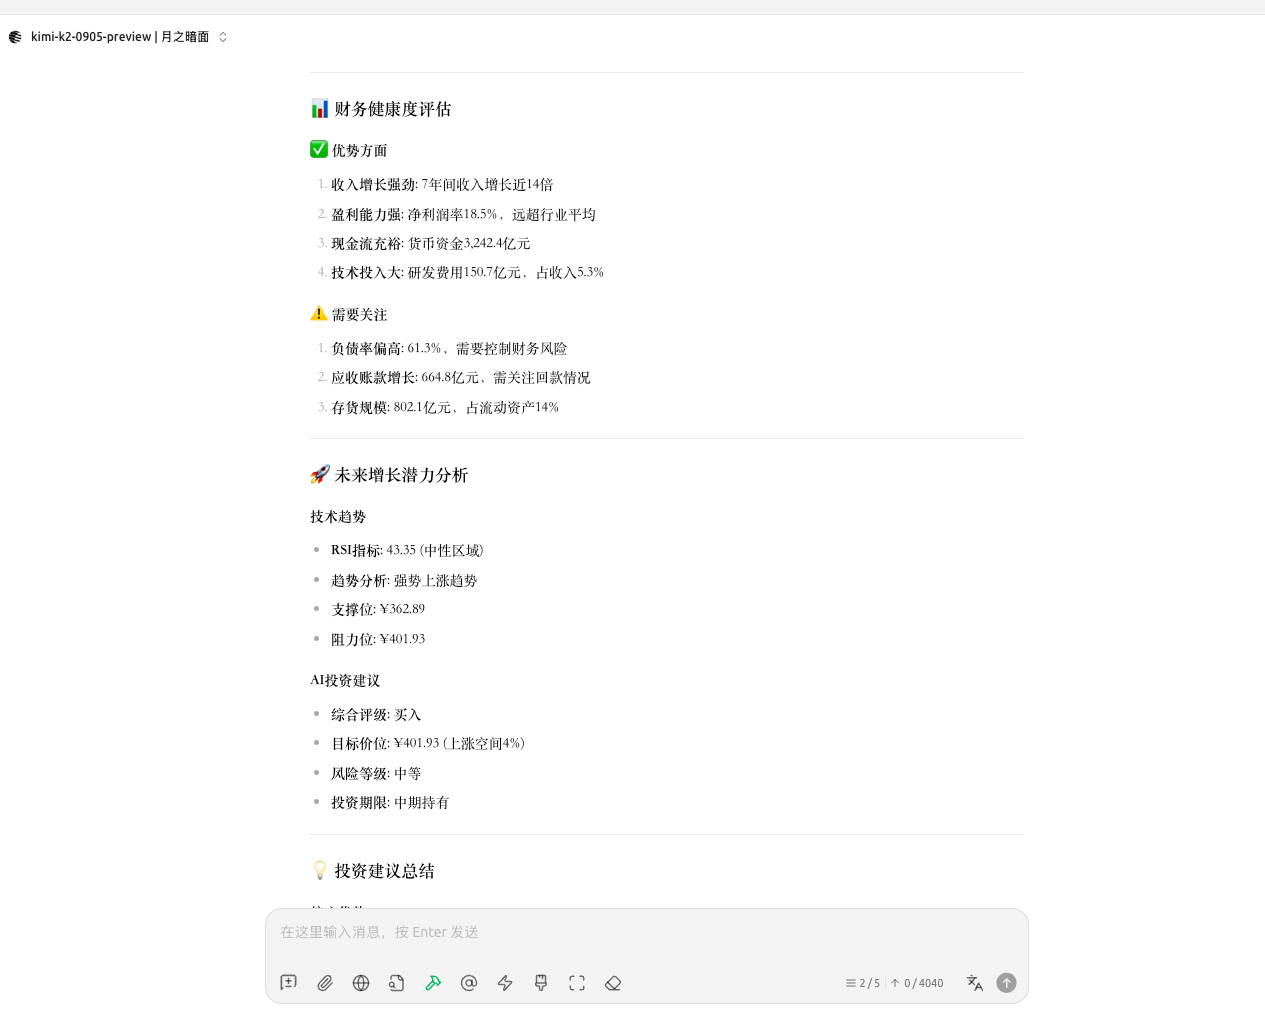 kimi-k2-0905-preview | 月之暗面
📊 财务健康度评估
✅ 优势方面
1. 收入增长强劲: 7年间收入增长近14倍
2. 盈利能力强: 净利润率18.5%，远超行业平均
3. 现金流充裕: 货币资金3,242.4亿元
4. 技术投入大: 研发费用150.7亿元，占收入5.3%
⚠️ 需要关注
1. 负债率偏高: 61.3%，需要控制财务风险
2. 应收账款增长: 664.8亿元，需关注回款情况
3. 存货规模: 802.1亿元，占流动资产14%
🚀 未来增长潜力分析
技术趋势
• RSI指标: 43.35 (中性区域)
• 趋势分析: 强势上涨趋势
• 支撑位: ¥362.89
• 阻力位: ¥401.93
AI投资建议
• 综合评级: 买入
• 目标价位: ¥401.93 (上涨空间4%)
• 风险等级: 中等
• 投资期限: 中期持有
💡 投资建议总结
在这里输入消息，按 Enter 发送
2 / 5 ↑ 0 / 4040